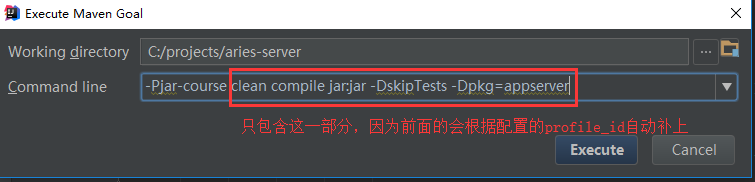 Execute Maven Goal
Working directory C:/projects/aries-server ...
Command line -Pjar-course clean compile jar:jar -DskipTests -Dpkg=appserver
只包含这一部分，因为前面的会根据配置的profile_id自动补上
Execute Cancel